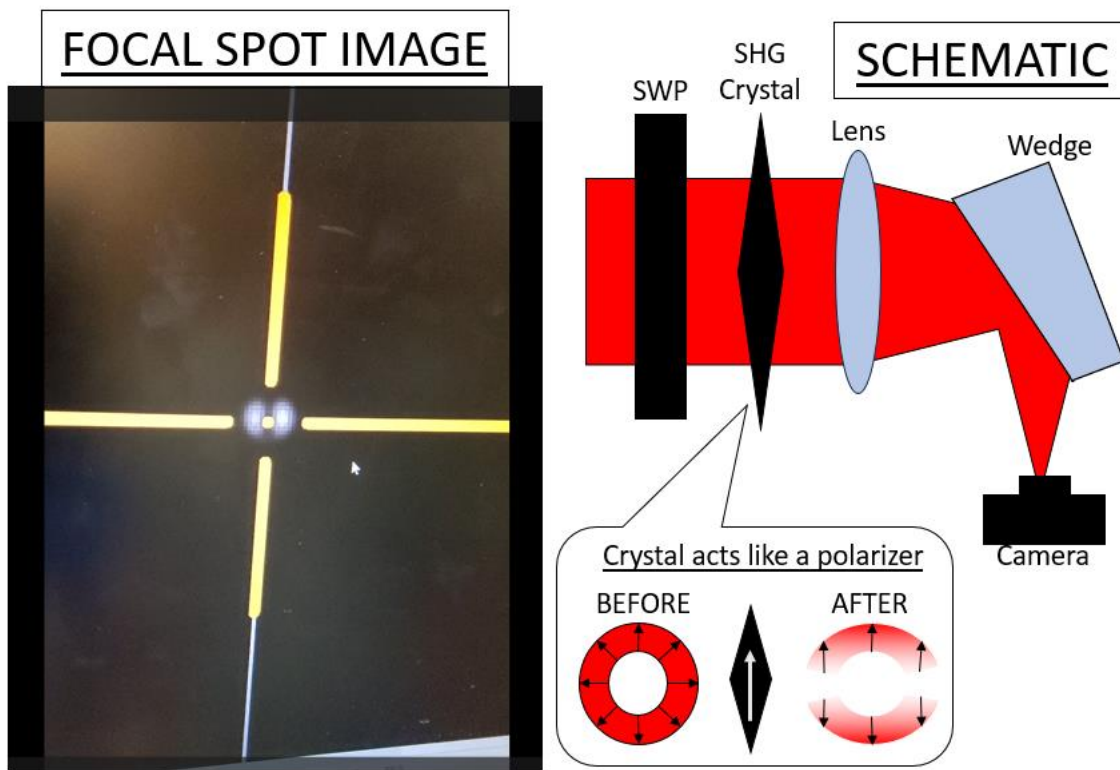 FOCAL SPOT IMAGE
SCHEMATIC
SWP
SHG
Crystal
Lens
Wedge
Camera
Crystal acts like a polarizer
BEFORE
AFTER